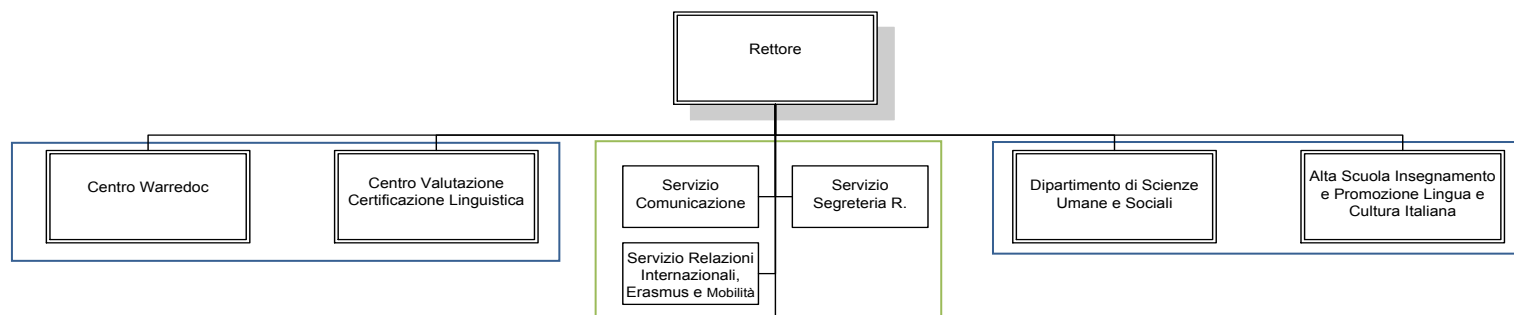 Rettore
Centro Warredoc
Centro Valutazione
Certificazione Linguistica
Servizio
Comunicazione
Servizio
Segreteria R.
Servizio Relazioni
Internazionali,
Erasmus e Mobilità
Dipartimento di Scienze
Umane e Sociali
Alta Scuola Insegnamento
e Promozione Lingua e
Cultura Italiana